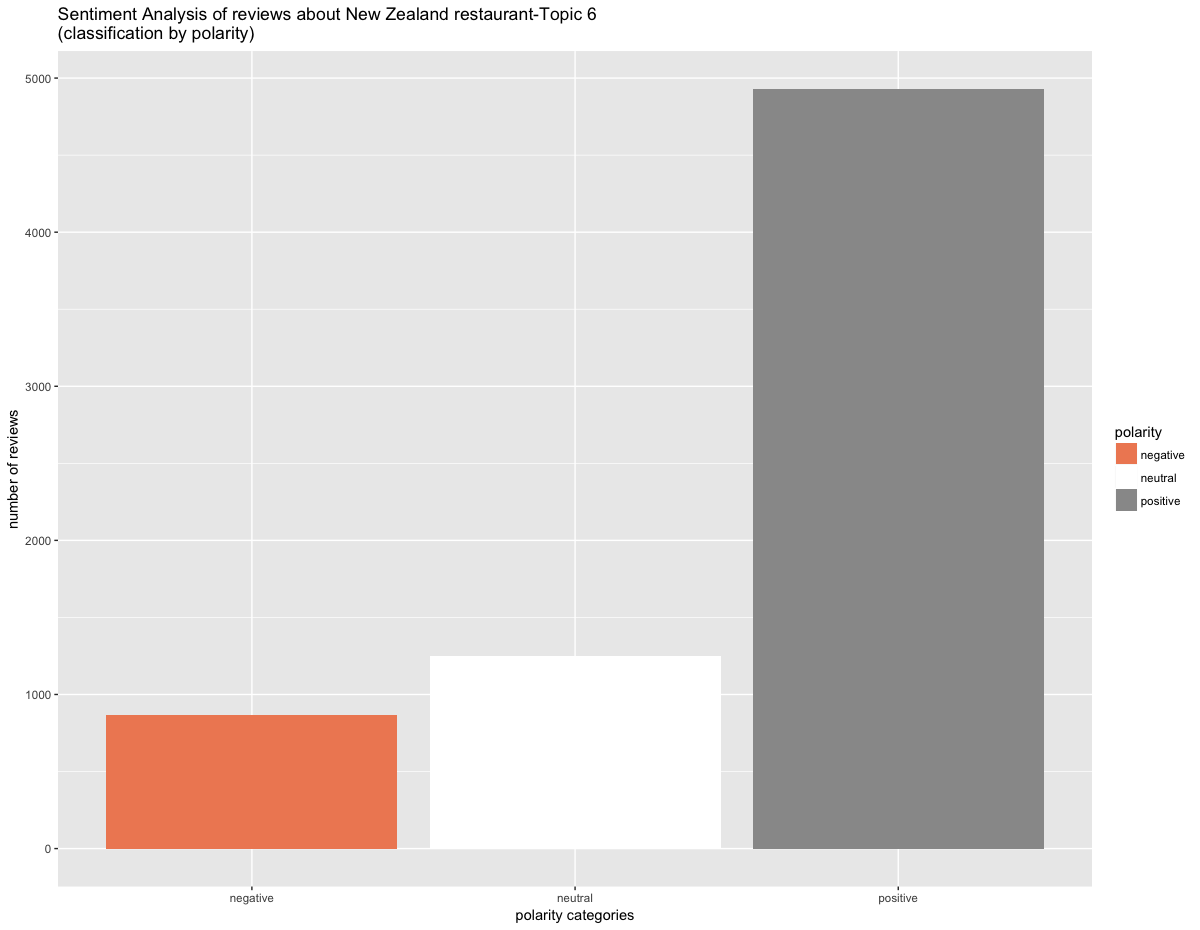 Sentiment Analysis of reviews about New Zealand restaurant-Topic 6
(classification by polarity)
5000
4000
3000
2000
1000
0
number of reviews
negative
neutral
positive
polarity categories
polarity
negative
neutral
positive